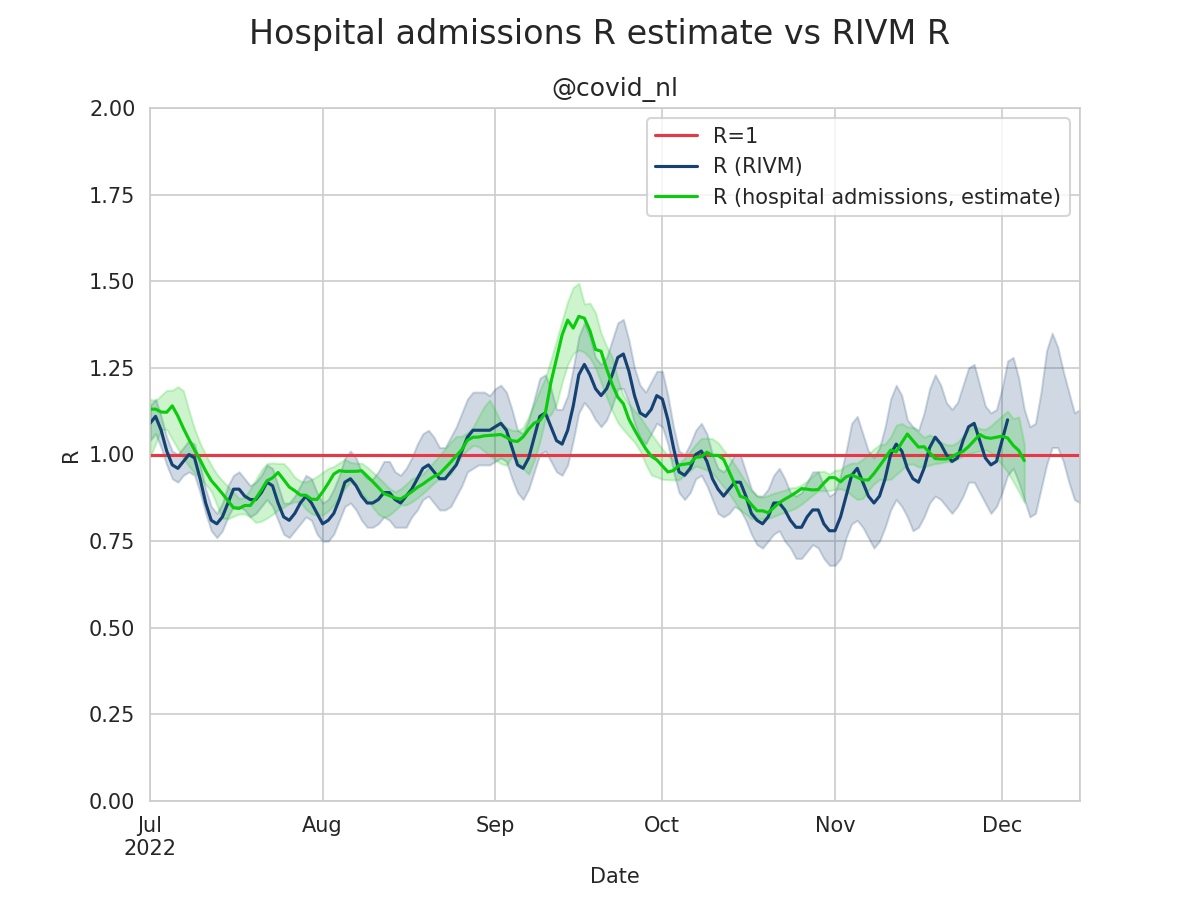 Hospital admissions R estimate vs RIVM R
@covid_nl
R=1
R (RIVM)
R (hospital admissions, estimate)
2.00
1.75
1.50
1.25
1.00
0.75
0.50
0.25
0.00
R
Jul Aug Sep Oct Nov Dec
2022
Date